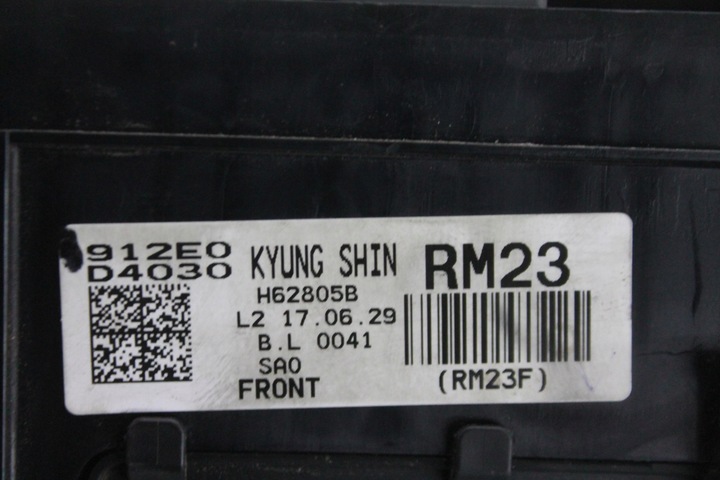 912E0
D4030
KYUNG SHIN
RM23
H62805B
L2 17.06.29
B.L 0041
SA0
FRONT
(RM23F)